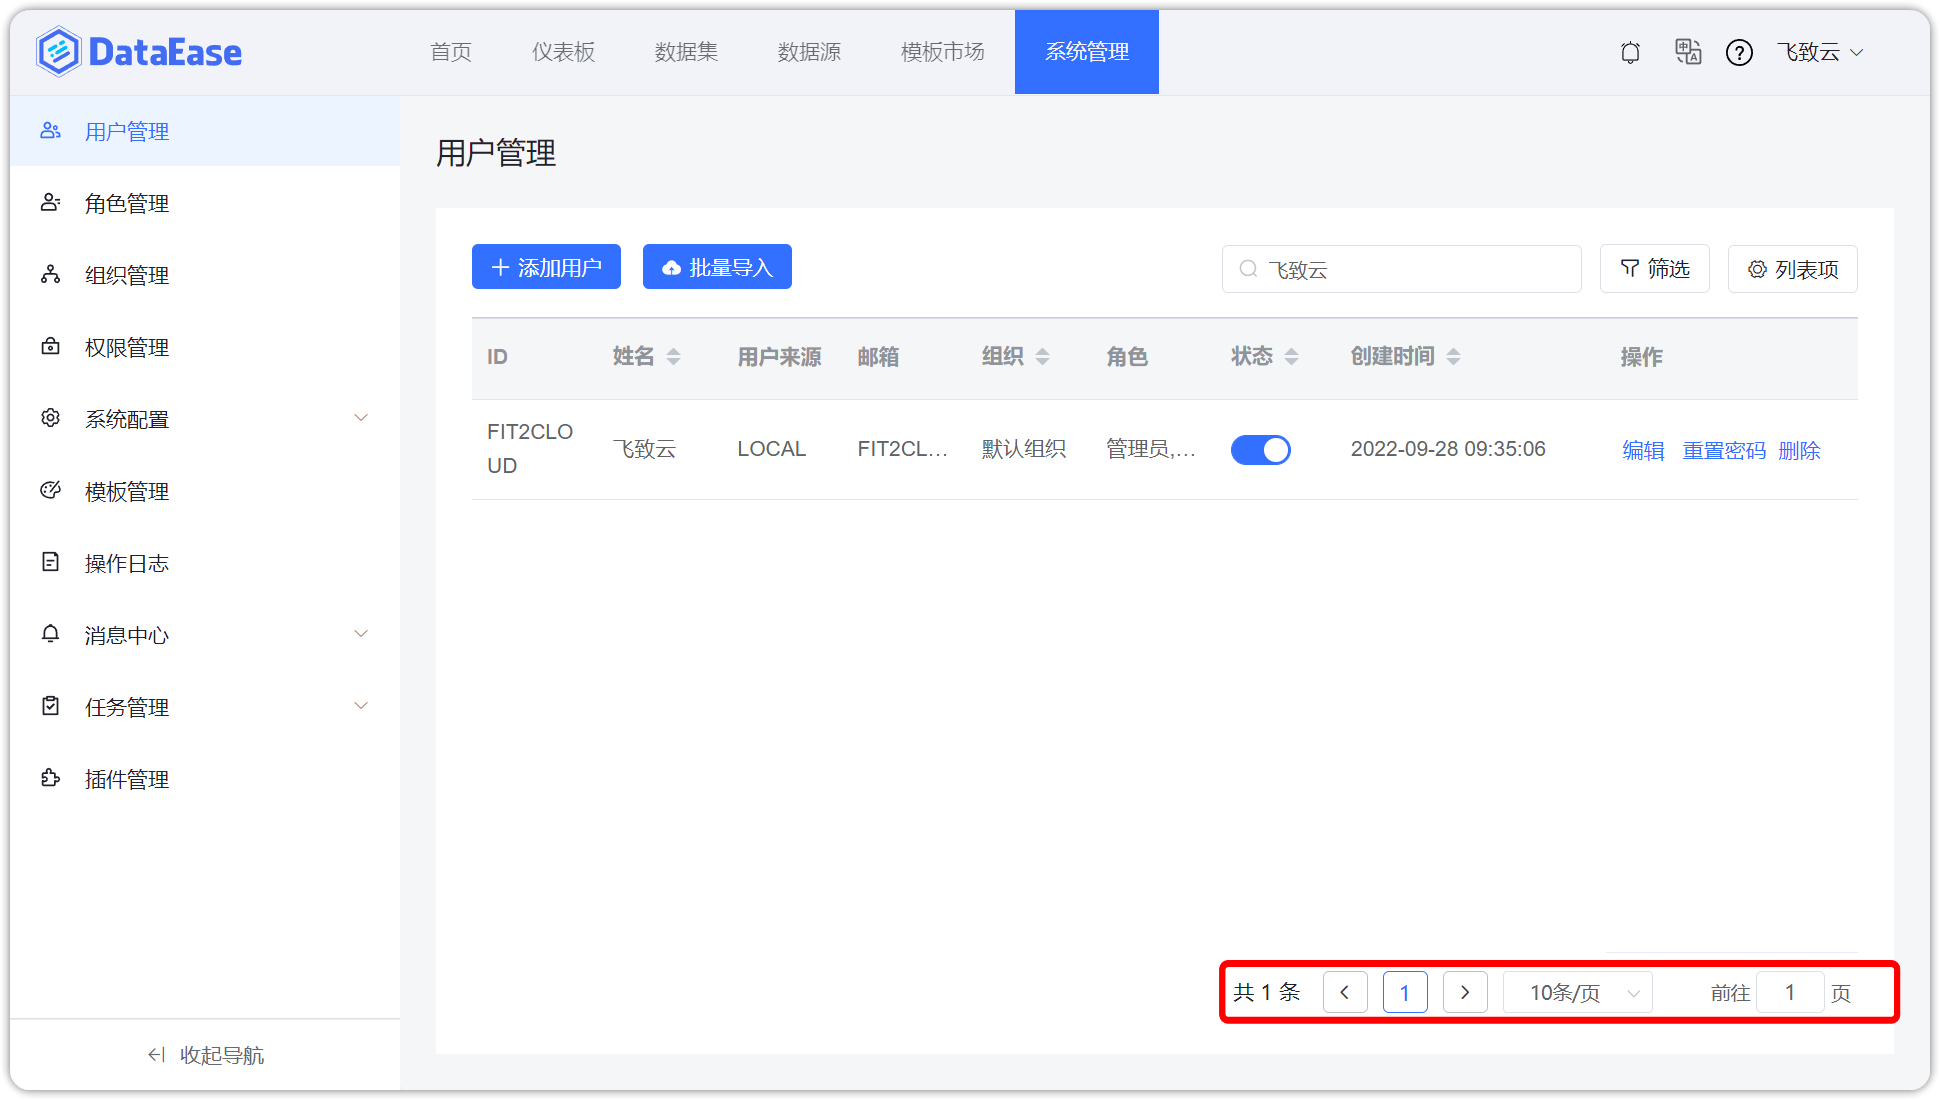 DataEase
首页 仪表板 数据集 数据源 模板市场 系统管理
飞致云
用户管理
角色管理
组织管理
权限管理
系统配置
模板管理
操作日志
消息中心
任务管理
插件管理
收起导航
用户管理
添加用户 批量导入 飞致云 筛选 列表项
ID 姓名 用户来源 邮箱 组织 角色 状态 创建时间 操作
FIT2CLO
UD 飞致云 LOCAL FIT2CL... 默认组织 管理员,... 2022-09-28 09:35:06 编辑 重置密码 删除
共 1 条 1 10条/页 前往 1 页